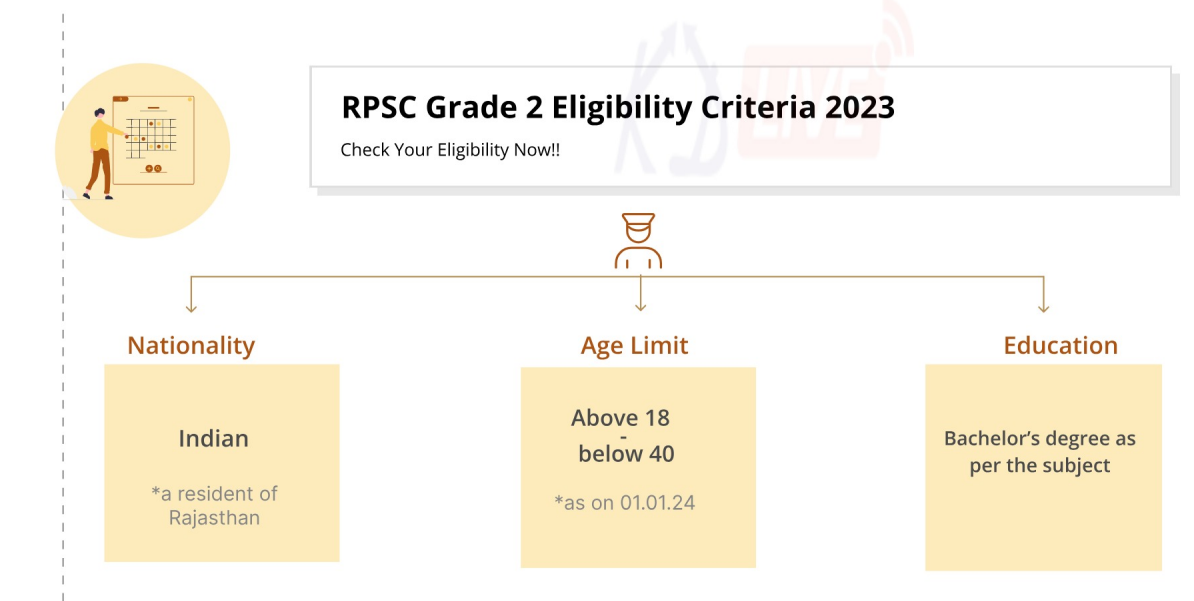 RPSC Grade 2 Eligibility Criteria 2023
Check Your Eligibility Now!!
LIVE
Nationality
Indian
*a resident of
Rajasthan
Age Limit
Above 18
-
below 40
*as on 01.01.24
Education
Bachelor’s degree as
per the subject